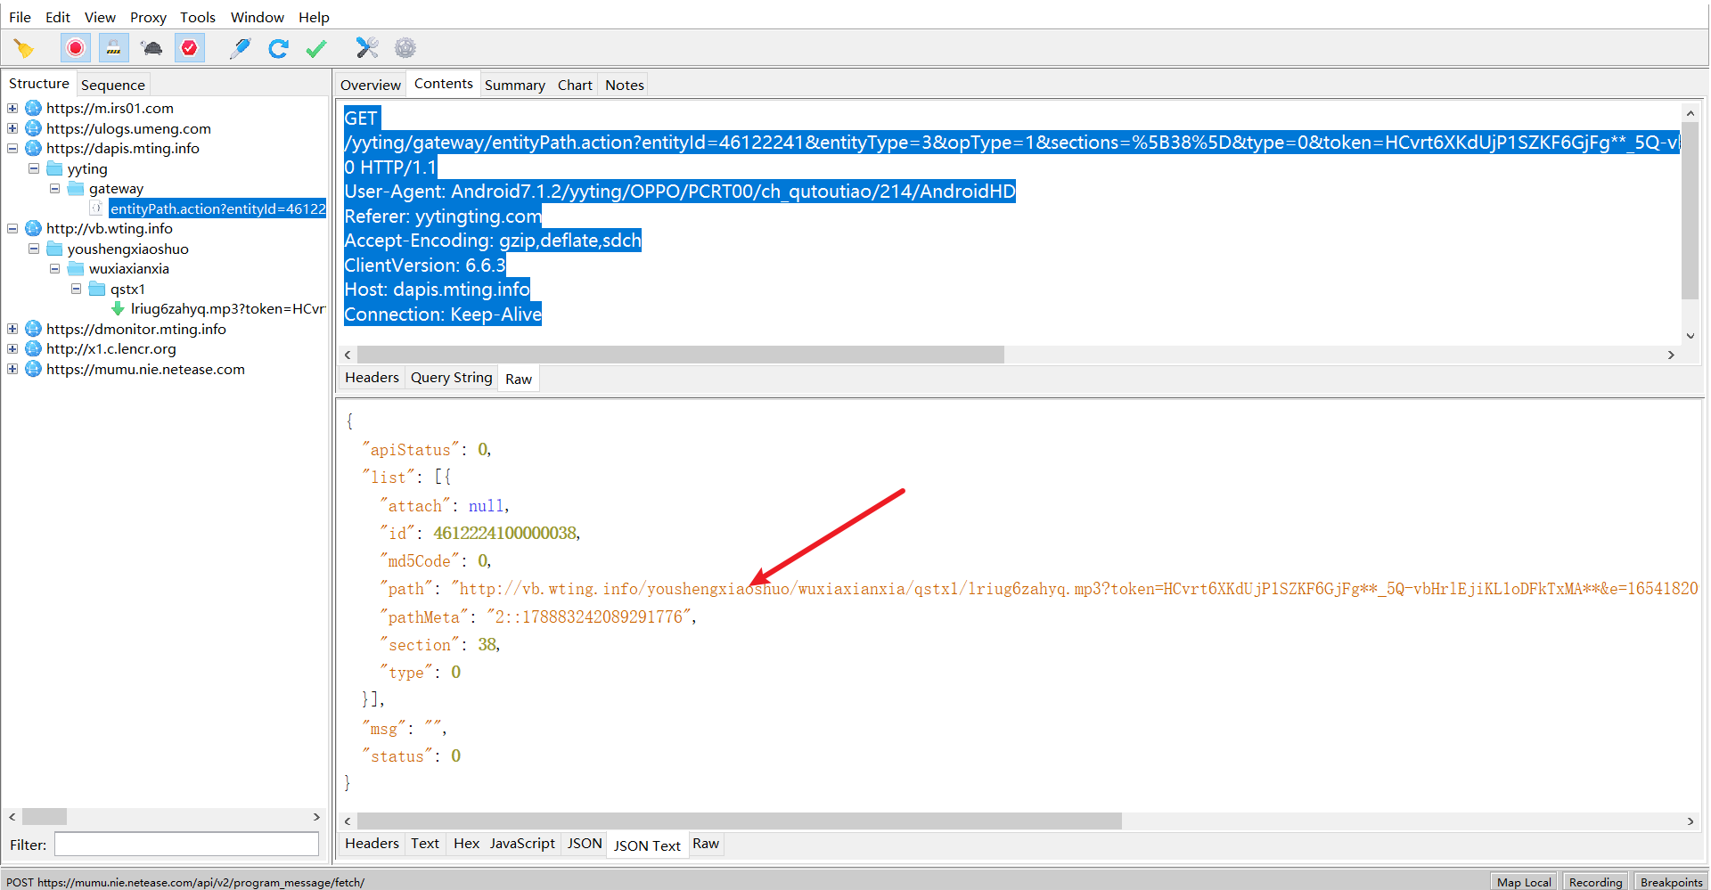 File Edit View Proxy Tools Window Help
Structure Sequence
https://m.irs01.com
https://ulogs.umeng.com
https://dapis.mting.info
yyting
gateway
entityPath.action?entityId=46122
http://vb.wting.info
youshengxiaoshuo
wuxiaxianxia
qstx1
lriug6zahyq.mp3?token=HCvr
https://dmonitor.mting.info
http://x1.c.lencr.org
https://mumu.nie.netease.com
Filter:
Overview Contents Summary Chart Notes
GET
/yyting/gateway/entityPath.action?entityId=46122241&entityType=3&opType=1&sections=%5B38%5D&type=0&token=HCvrt6XKdUjP1SZKF6GjFg**_5Q-vl
0 HTTP/1.1
User-Agent: Android7.1.2/yyting/OPPO/PCRT00/ch_qutoutiao/214/AndroidHD
Referer: yytingting.com
Accept-Encoding: gzip,deflate,sdch
ClientVersion: 6.6.3
Host: dapis.mting.info
Connection: Keep-Alive
Headers Query String Raw
{
"apiStatus": 0,
"list": [{
"attach": null,
"id": 4612224100000038,
"md5Code": 0,
"path": "http://vb.wting.info/youshengxiaoshuo/wuxiaxianxia/qstx1/lriug6zahyq.mp3?token=HCvrt6XKdUjP1SZKF6GjFg**_5Q-vbHrlEjiKLloDFkTxMA**&e=16541820
"pathMeta": "2::178883242089291776",
"section": 38,
"type": 0
}],
"msg": "",
"status": 0
}
Headers Text Hex JavaScript JSON JSON Text Raw
POST https://mumu.nie.netease.com/api/v2/program_message/fetch/
Map Local Recording Breakpoints